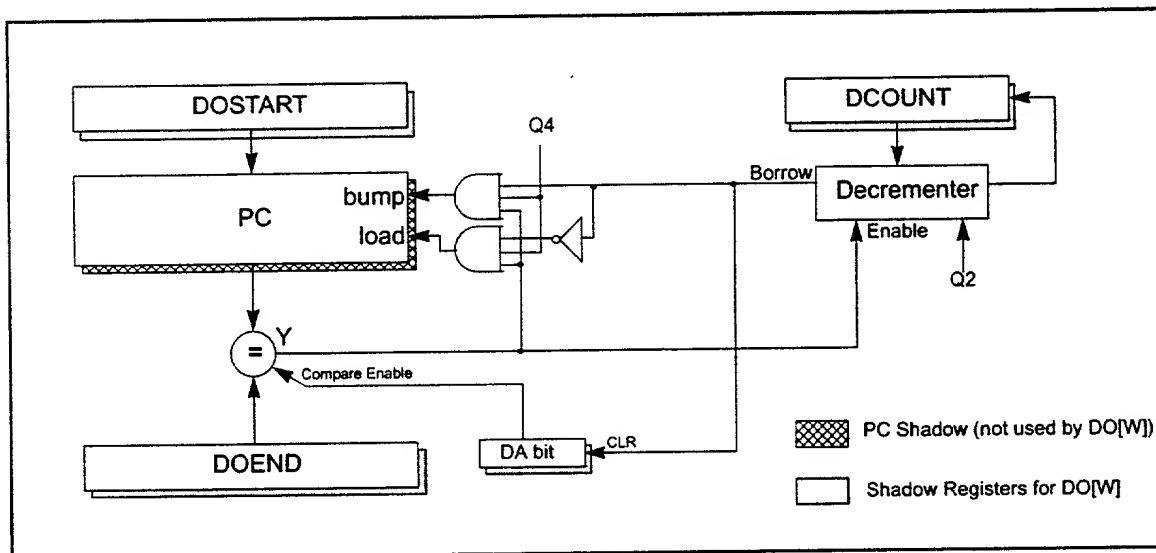 DOSTART
DCOUNT
Q4
PC
bump
load
Borrow
Decrementer
Enable
Q2
Y
=
Compare Enable
DOEND
DA bit
CLR
PC Shadow (not used by DO[W])
Shadow Registers for DO[W]